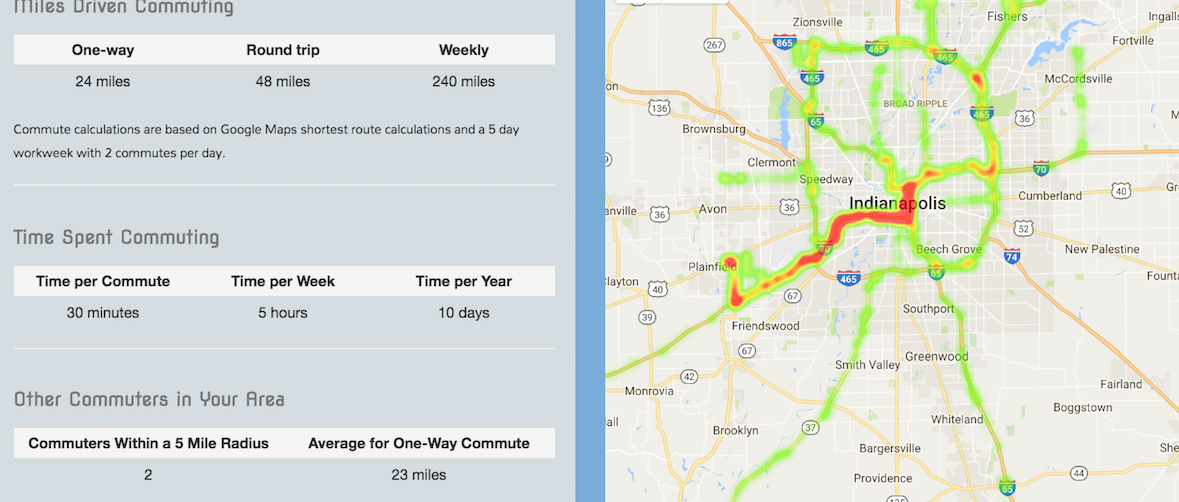 Miles Driven Commuting
One-way Round trip Weekly
24 miles 48 miles 240 miles
Commute calculations are based on Google Maps shortest route calculations and a 5 day
workweek with 2 commutes per day.
Time Spent Commuting
Time per Commute Time per Week Time per Year
30 minutes 5 hours 10 days
Other Commuters in Your Area
Commuters Within a 5 Mile Radius Average for One-Way Commute
2 23 miles
Zionsville
Fishers
Ingalls
267
865
465
465
Fortville
465
McCordsville
136
BROAD RIPPLE
465
36
Brownsburg
65
Clermont
Speedway
70
Cumberland
40
Avon
36
Indianapolis
36
52
Beech Grove
New Palestine
70
74
Plainfield
465
65
40
67
39
Southport
Friendswood
67
Smith Valley
Greenwood
42
Monrovia
Fairland
Boggstown
Brooklyn
37
Whiteland
Bargersville
44
Providence
65